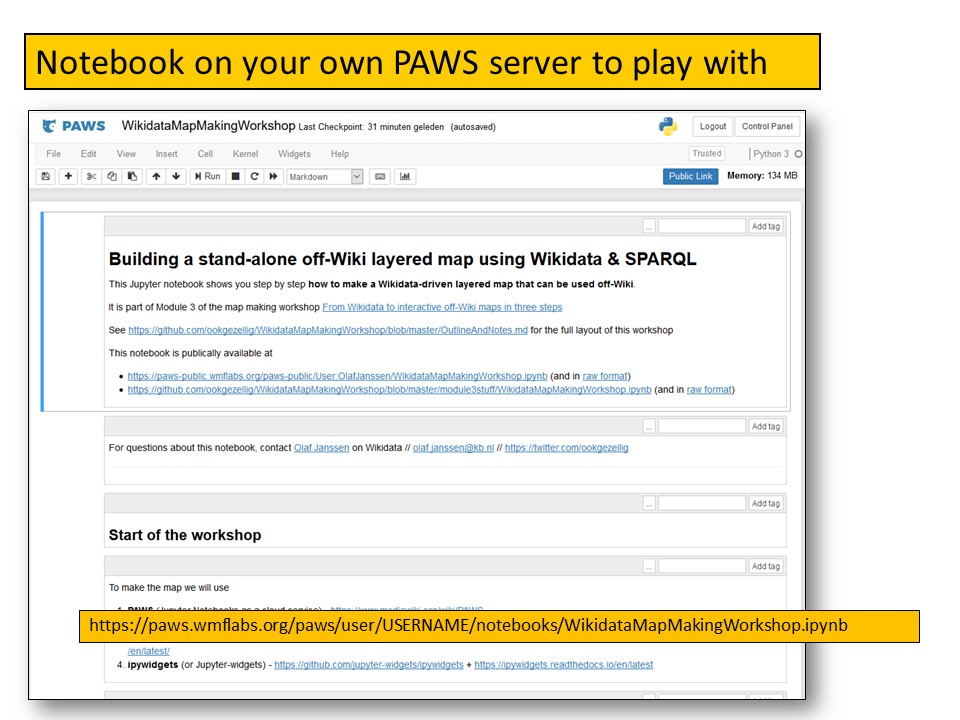 Notebook on your own PAWS server to play with
PAWS WikidataMapMakingWorkshop Last Checkpoint: 31 minuten geleden (autosaved) Logout Control Panel
File Edit View Insert Cell Kernel Widgets Help Trusted Python 3
Run Markdown Public Link Memory: 134 MB
... Add tag
Building a stand-alone off-Wiki layered map using Wikidata & SPARQL
This Jupyter notebook shows you step by step how to make a Wikidata-driven layered map that can be used off-Wiki.
It is part of Module 3 of the map making workshop From Wikidata to interactive off-Wiki maps in three steps
See https://github.com/ookgezellig/WikidataMapMakingWorkshop/blob/master/OutlineAndNotes.md for the full layout of this workshop
This notebook is publically available at
• https://paws-public.wmflabs.org/paws-public/User:OlafJanssen/WikidataMapMakingWorkshop.ipynb (and in raw format)
• https://github.com/ookgezellig/WikidataMapMakingWorkshop/blob/master/module3stuff/WikidataMapMakingWorkshop.ipynb (and in raw format)
... Add tag
For questions about this notebook, contact Olaf Janssen on Wikidata // olaf.janssen@kb.nl // https://twitter.com/ookgezellig
... Add tag
Start of the workshop
... Add tag
To make the map we will use
1. PAWS (Jupyter Notebooks as a cloud service) - https://www.mediawiki.org/wiki/PAWS
https://paws.wmflabs.org/paws/user/USERNAME/notebooks/WikidataMapMakingWorkshop.ipynb
/en/latest/
4. ipywidgets (or Jupyter-widgets) - https://github.com/jupyter-widgets/ipywidgets + https://ipywidgets.readthedocs.io/en/latest